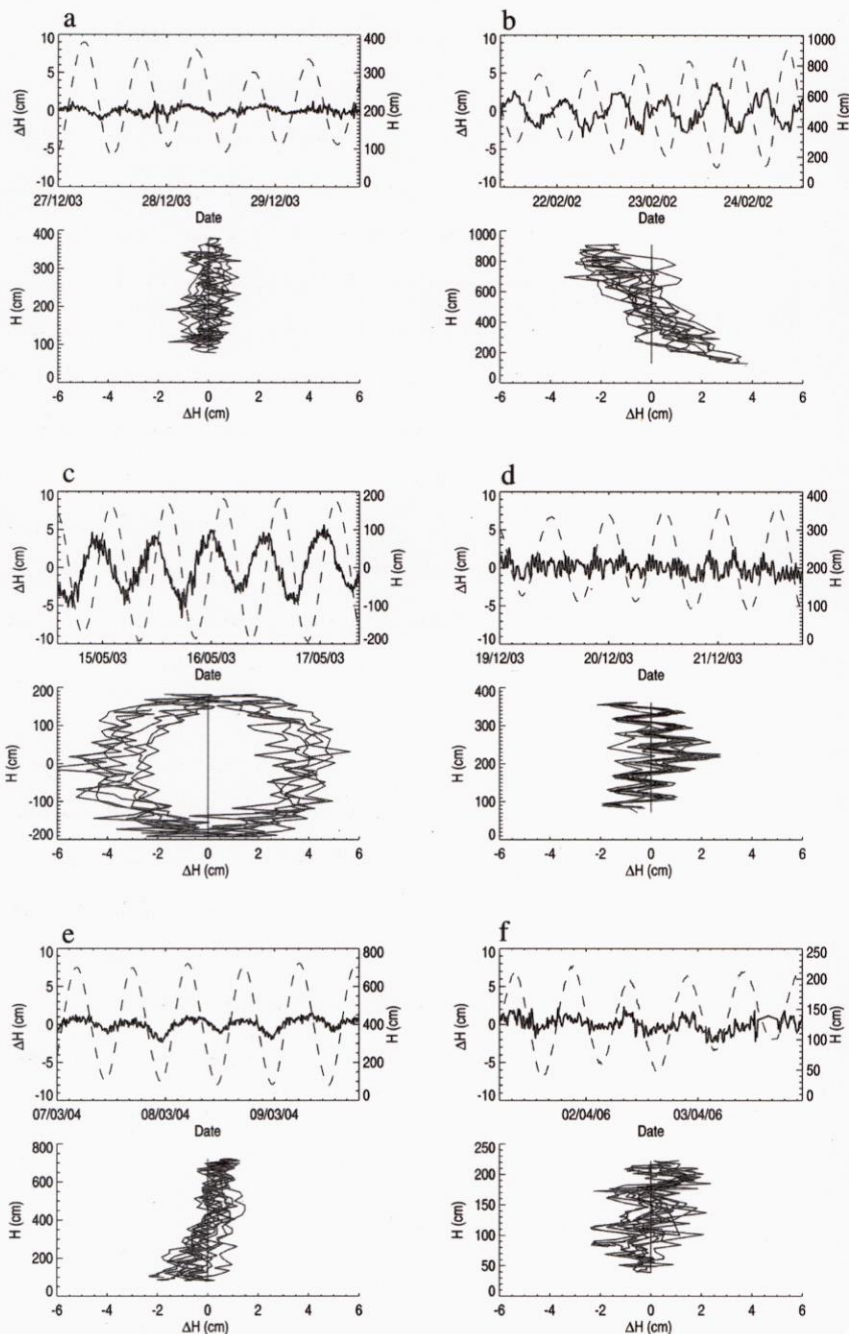 a
10
5
0
-5
-10
ΔH (cm)
400
300
200
100
0
H (cm)
27/12/03 28/12/03 29/12/03
Date
400
300
200
100
0
H (cm)
-6 -4 -2 0 2 4 6
ΔH (cm)
b
10
5
0
-5
-10
ΔH (cm)
1000
800
600
400
200
H (cm)
22/02/02 23/02/02 24/02/02
Date
1000
800
600
400
200
0
H (cm)
-6 -4 -2 0 2 4 6
ΔH (cm)
c
10
5
0
-5
-10
ΔH (cm)
200
100
0
-100
-200
H (cm)
15/05/03 16/05/03 17/05/03
Date
200
100
0
-100
-200
H (cm)
-6 -4 -2 0 2 4 6
ΔH (cm)
d
10
5
0
-5
-10
ΔH (cm)
400
300
200
100
0
H (cm)
19/12/03 20/12/03 21/12/03
Date
400
300
200
100
0
H (cm)
-6 -4 -2 0 2 4 6
ΔH (cm)
e
10
5
0
-5
-10
ΔH (cm)
800
600
400
200
0
H (cm)
07/03/04 08/03/04 09/03/04
Date
800
600
400
200
0
H (cm)
-6 -4 -2 0 2 4 6
ΔH (cm)
f
10
5
0
-5
-10
ΔH (cm)
250
200
150
100
50
0
H (cm)
02/04/06 03/04/06
Date
250
200
150
100
50
0
H (cm)
-6 -4 -2 0 2 4 6
ΔH (cm)